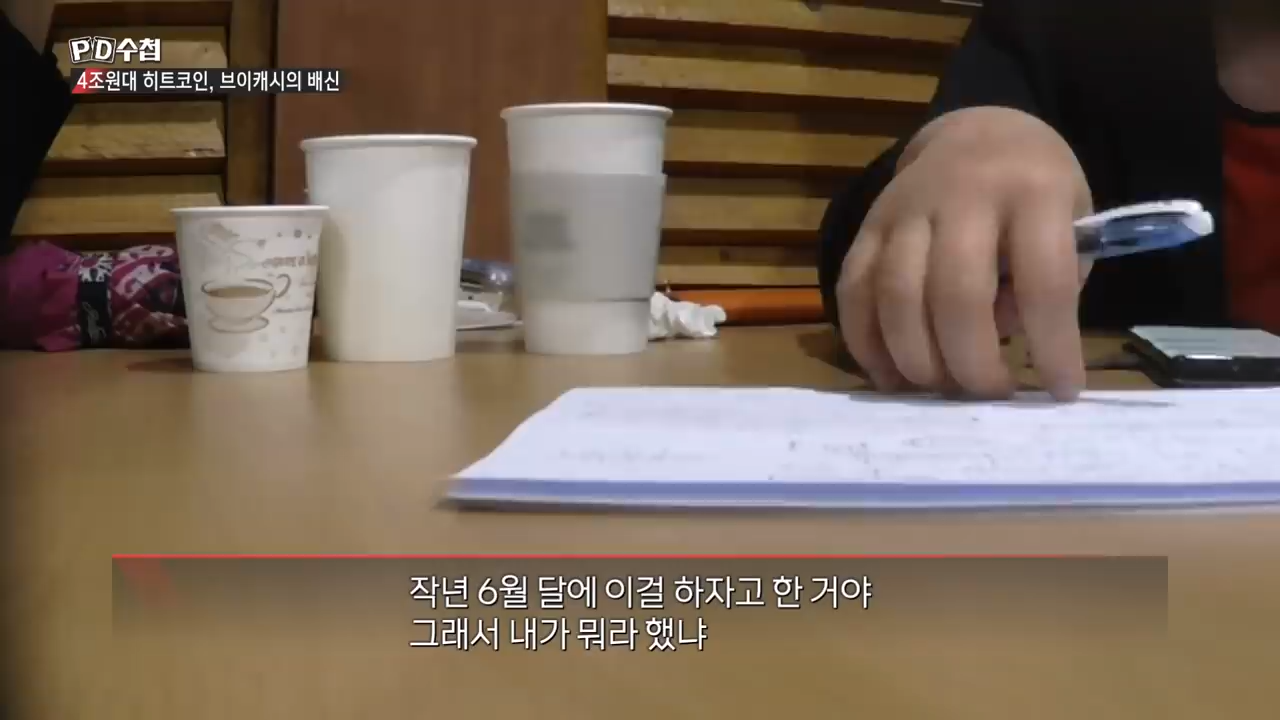 PD수첩
4조원대 히트코인, 브이캐시의 배신
작년 6월 달에 이걸 하자고 한 거야
그래서 내가 뭐라 했냐